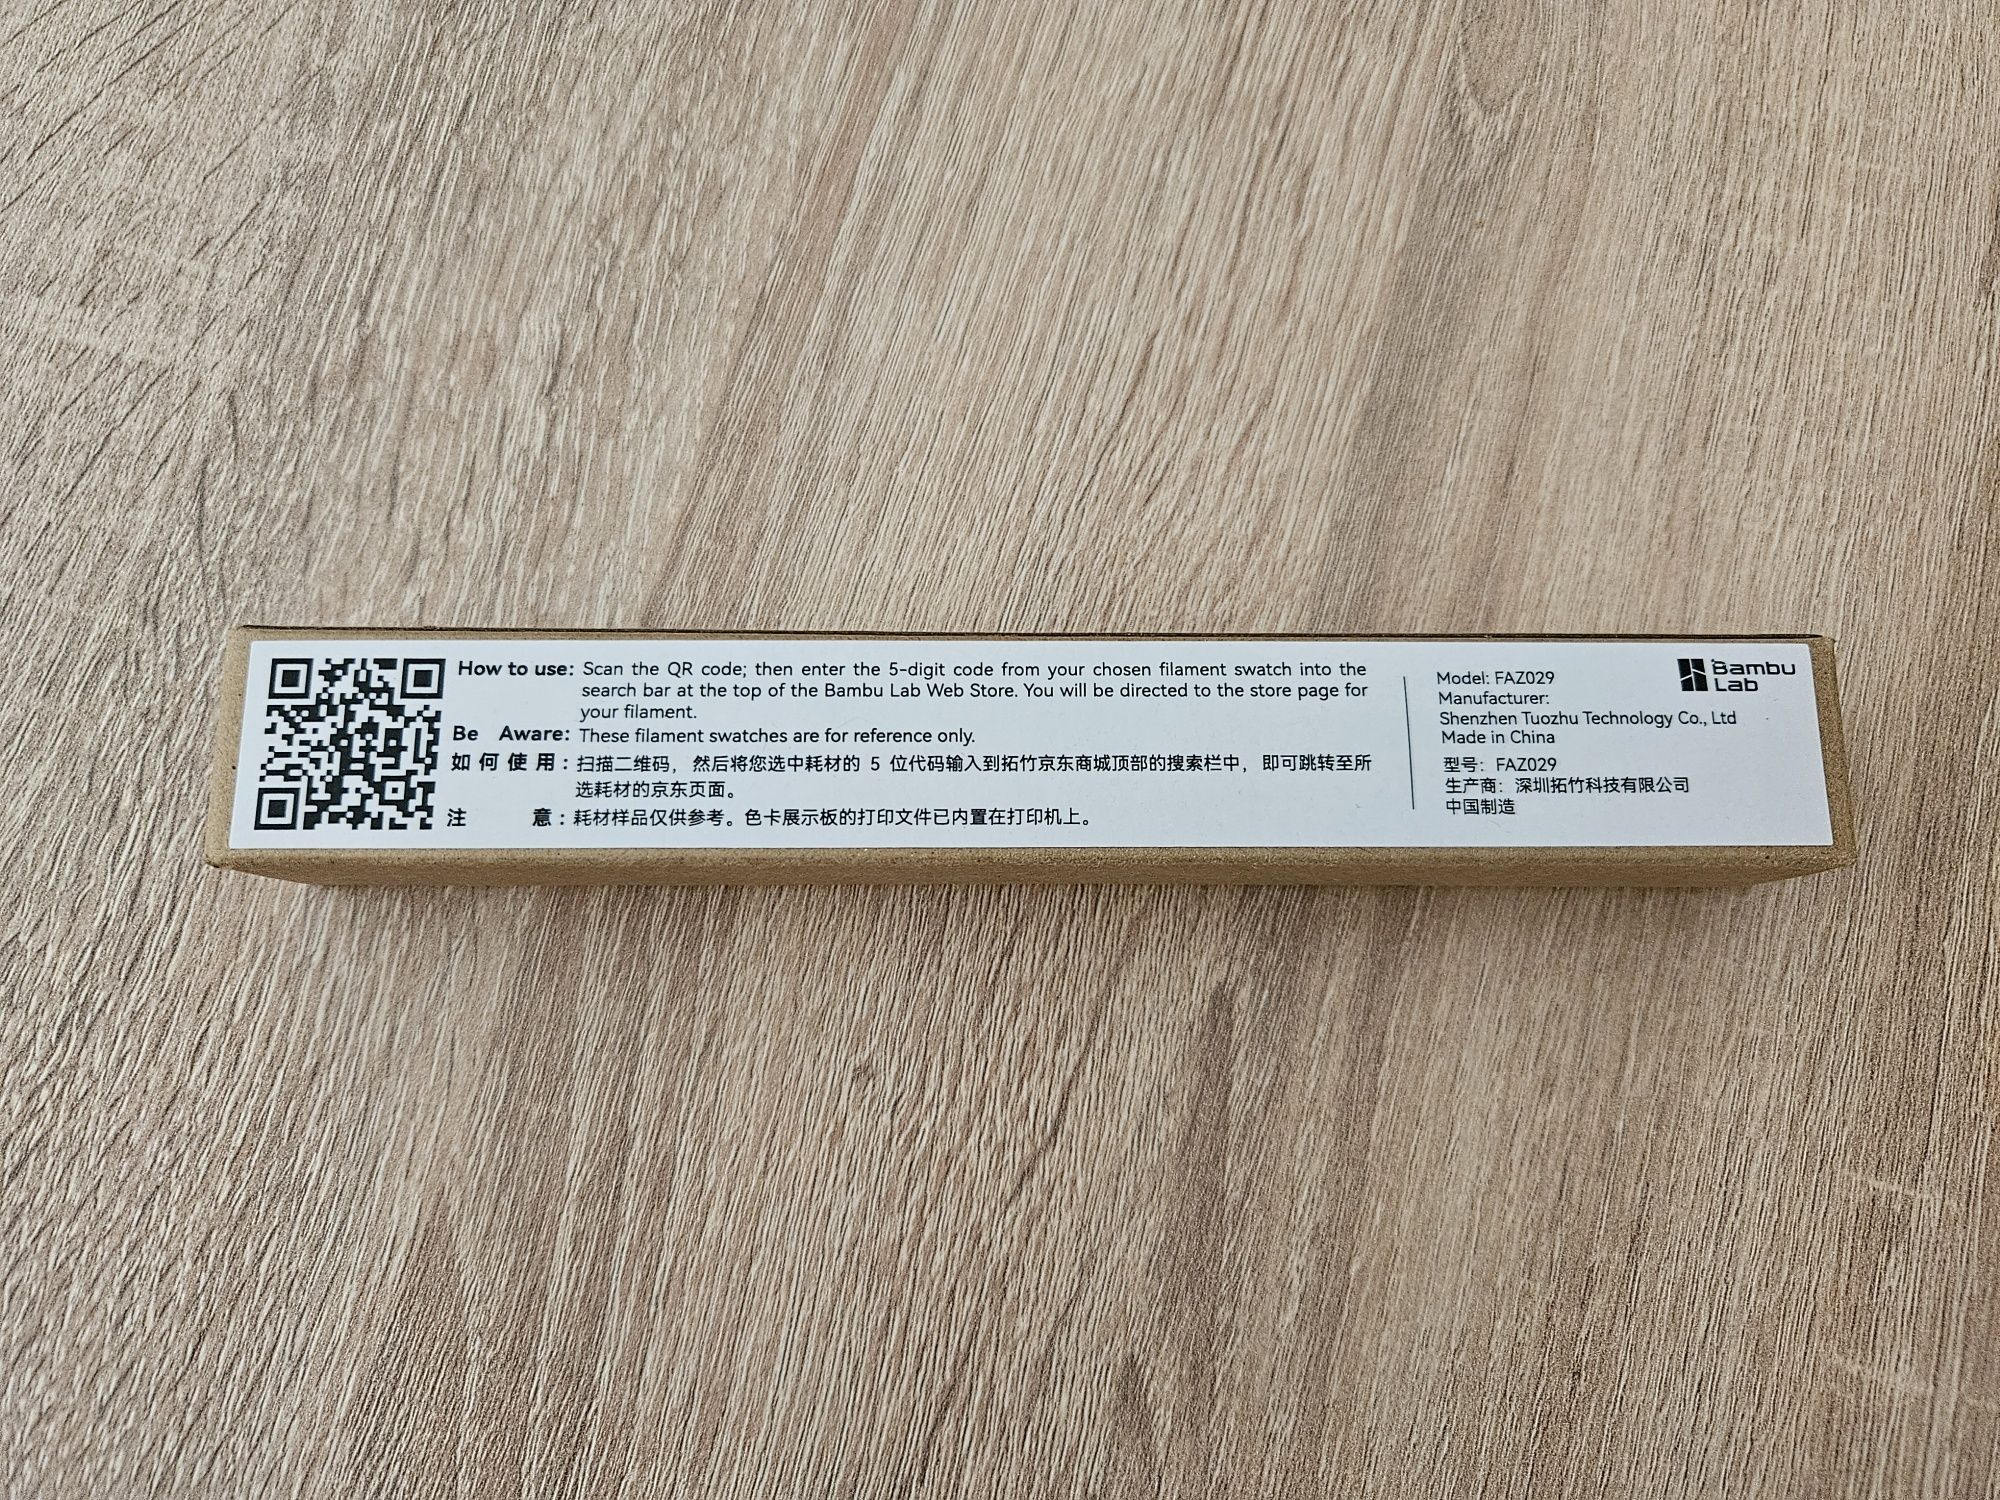 How to use: Scan the QR code; then enter the 5-digit code from your chosen filament swatch into the
search bar at the top of the Bambu Lab Web Store. You will be directed to the store page for
your filament.
Be Aware: These filament swatches are for reference only.
如何使用：扫描二维码，然后将您选中耗材的 5 位代码输入到拓竹京东商城顶部的搜索栏中，即可跳转至所
选耗材的京东页面。
注意：耗材样品仅供参考。色卡展示板的打印文件已内置在打印机上。
Model: FAZ029
Manufacturer:
Shenzhen Tuozhu Technology Co., Ltd
Made in China
型号：FAZ029
生产商：深圳拓竹科技有限公司
中国制造
Bambu
Lab